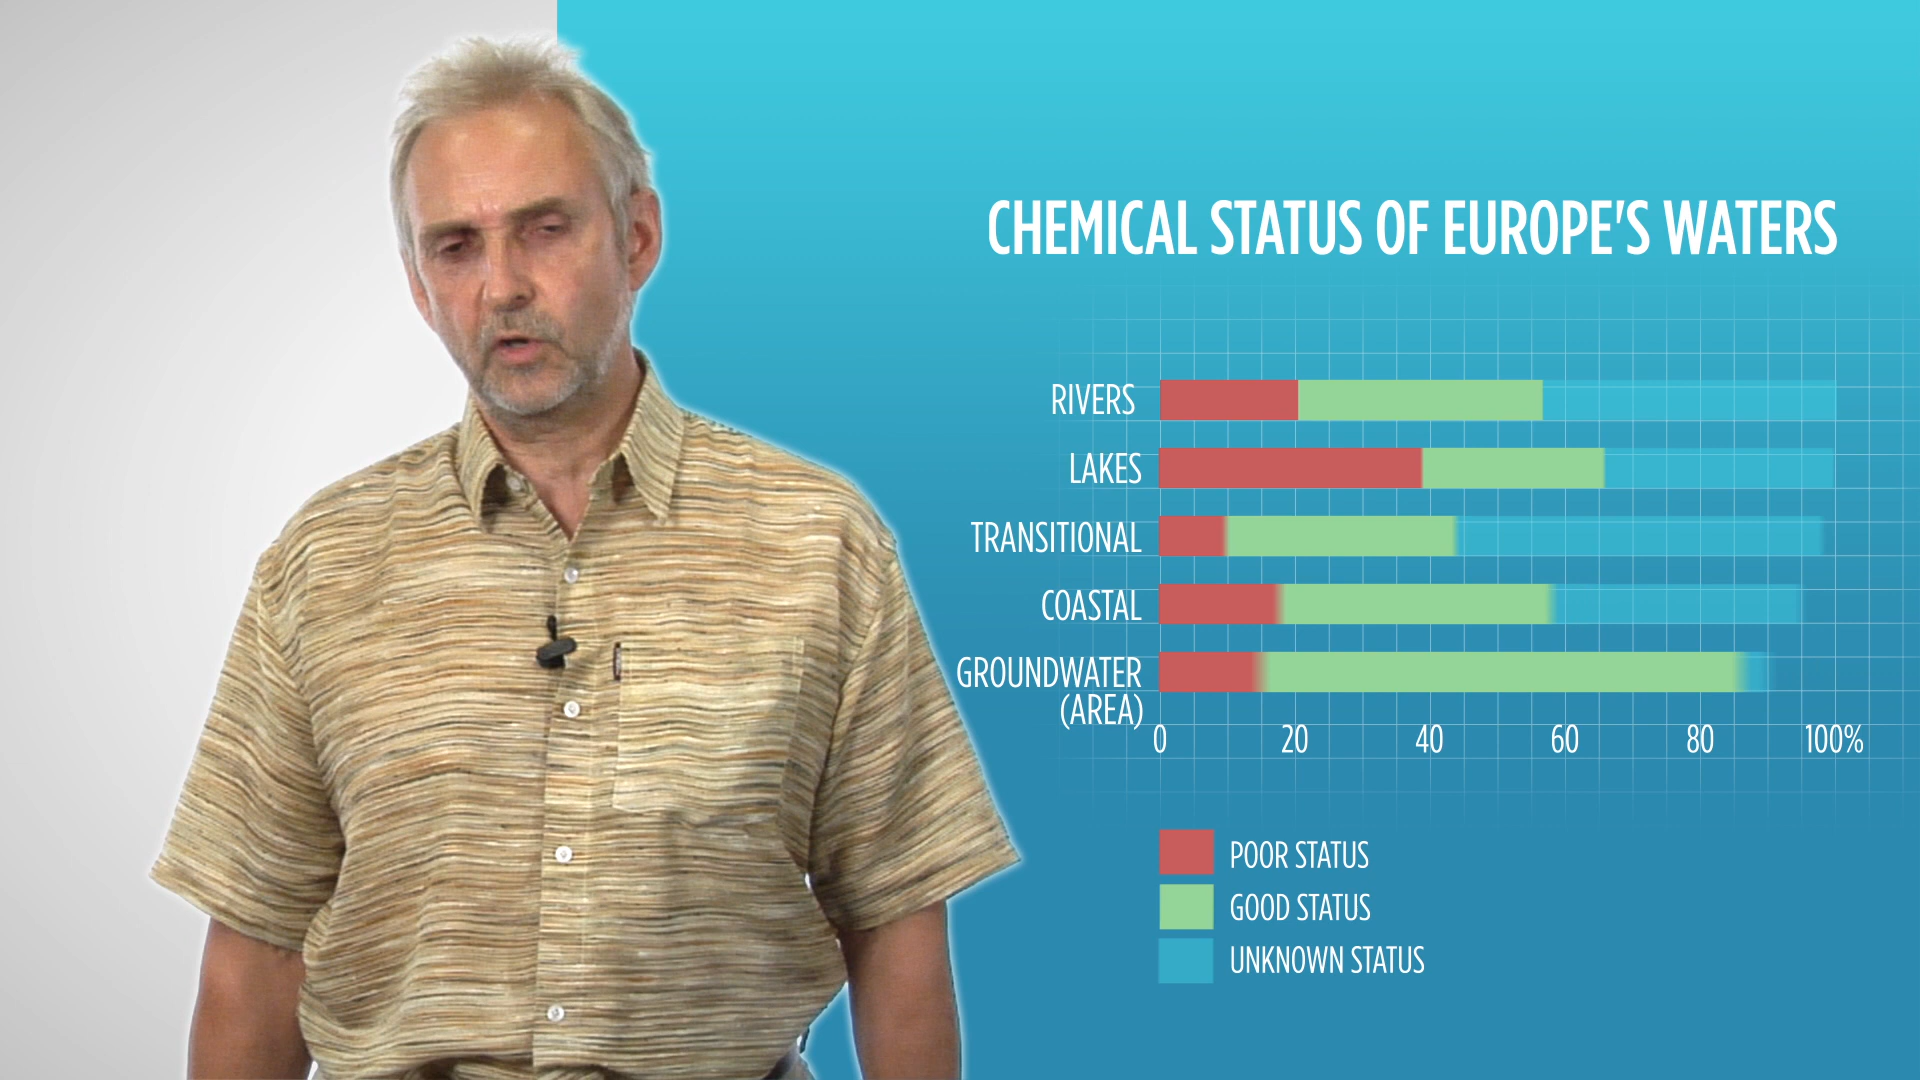 CHEMICAL STATUS OF EUROPE'S WATERS
RIVERS
LAKES
TRANSITIONAL
COASTAL
GROUNDWATER
(AREA)
0 20 40 60 80 100%
POOR STATUS
GOOD STATUS
UNKNOWN STATUS